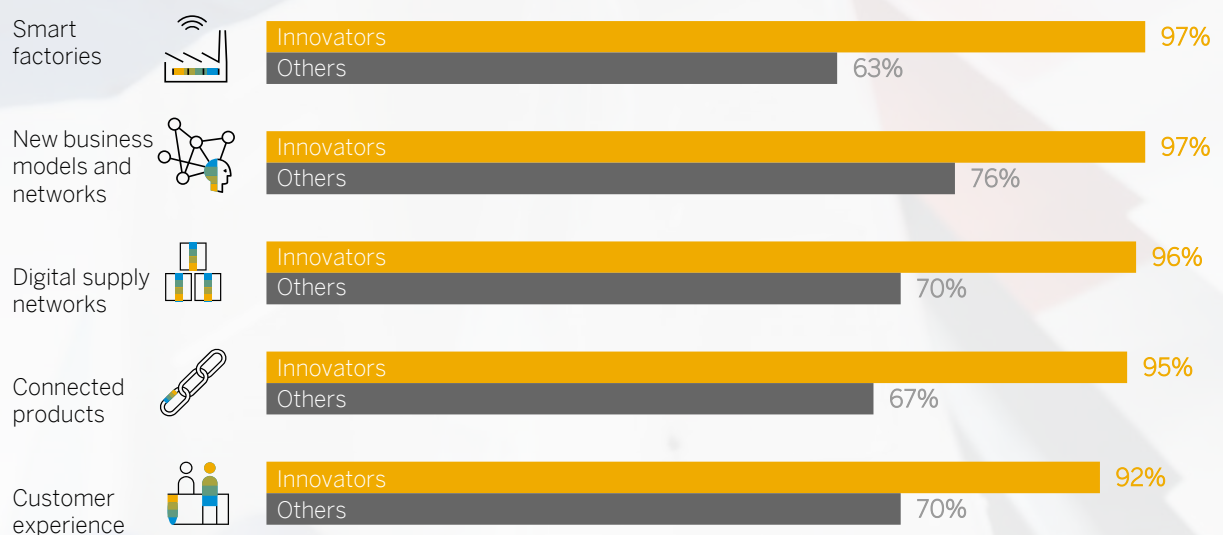 Smart
factories
Innovators
97%
Others
63%
New business
models and
networks
Innovators
97%
Others
76%
Digital supply
networks
Innovators
96%
Others
70%
Connected
products
Innovators
95%
Others
67%
Customer
experience
Innovators
92%
Others
70%